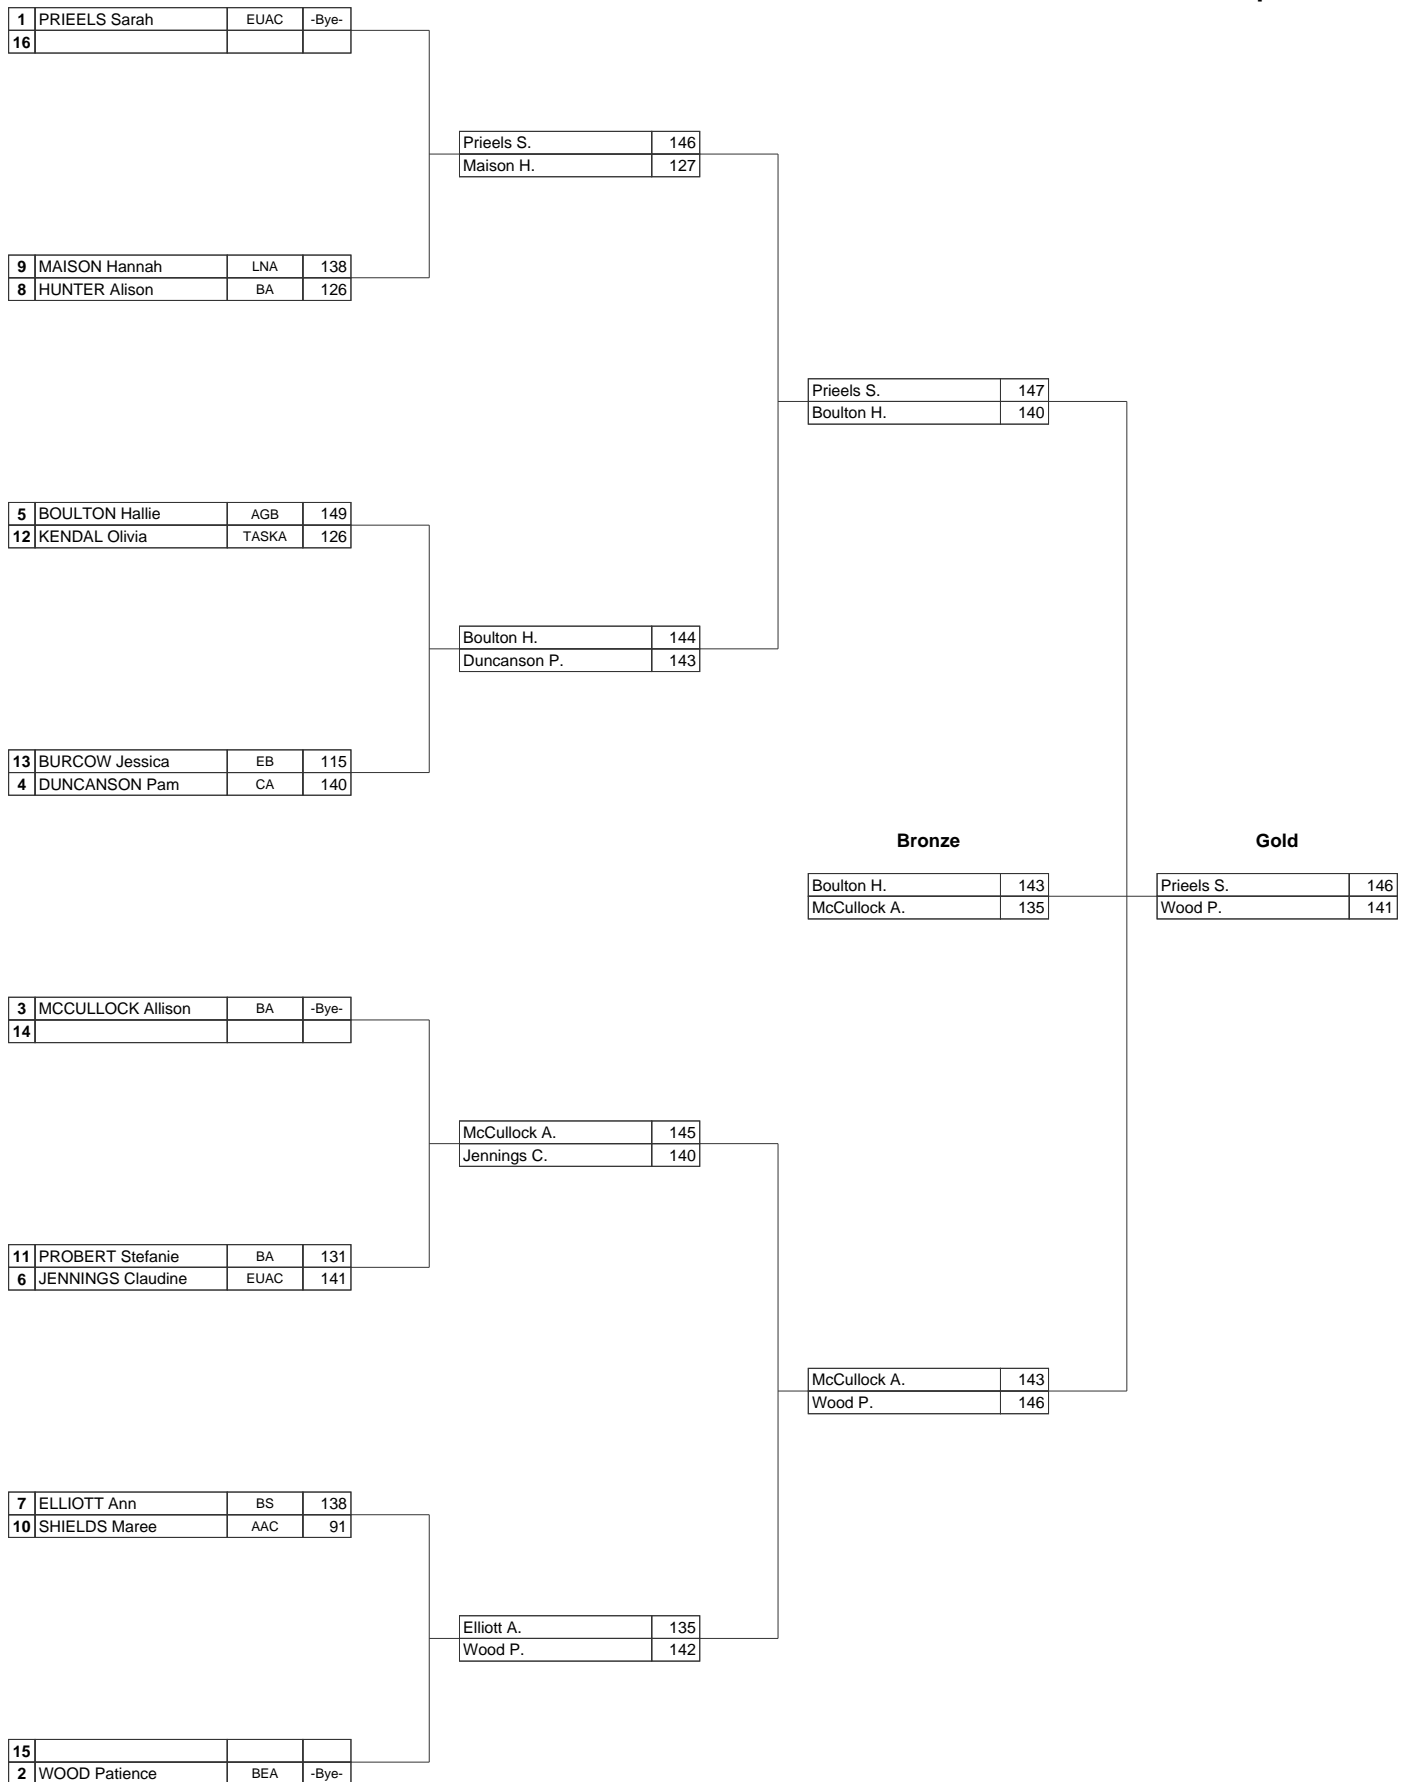 1 PRIEELS Sarah EUAC -Bye-
16
Prieels S. 146
Maison H. 127
9 MAISON Hannah LNA 138
8 HUNTER Alison BA 126
Prieels S. 147
Boulton H. 140
5 BOULTON Hallie AGB 149
12 KENDAL Olivia TASKA 126
Boulton H. 144
Duncanson P. 143
13 BURCOW Jessica EB 115
4 DUNCANSON Pam CA 140
Bronze Gold
Boulton H. 143 Prieels S. 146
McCullock A. 135 Wood P. 141
3 MCCULLOCK Allison BA -Bye-
14
McCullock A. 145
Jennings C. 140
11 PROBERT Stefanie BA 131
6 JENNINGS Claudine EUAC 141
McCullock A. 143
Wood P. 146
7 ELLIOTT Ann BS 138
10 SHIELDS Maree AAC 91
Elliott A. 135
Wood P. 142
15
2 WOOD Patience BEA -Bye-